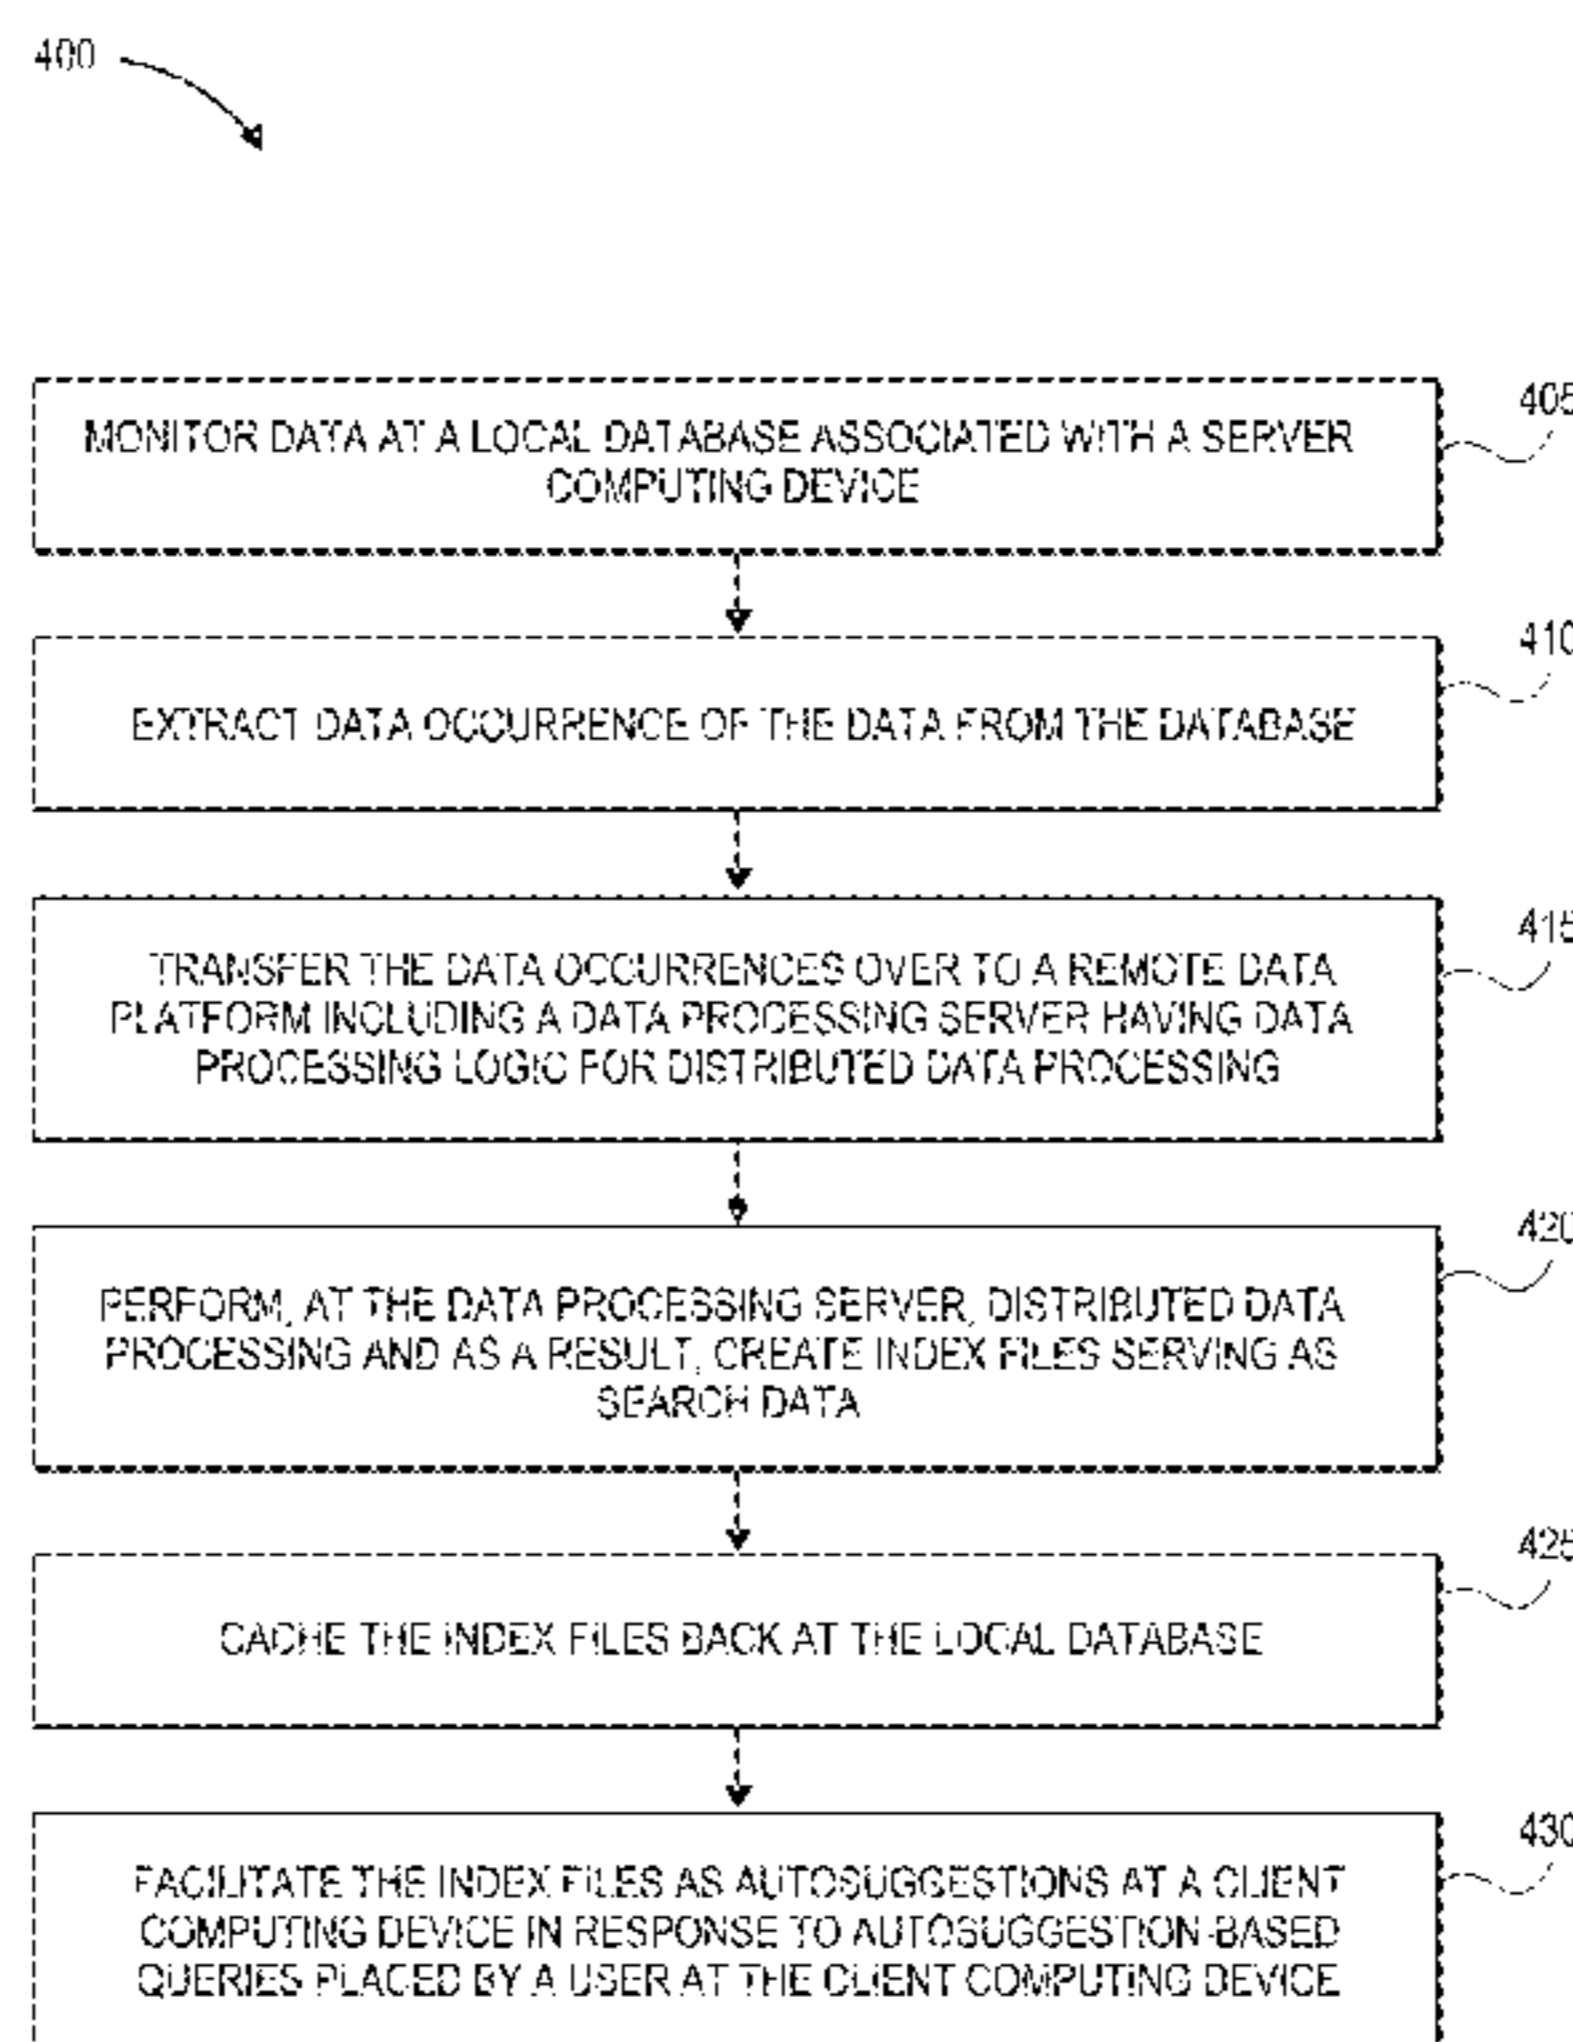 400
405
MONITOR DATA AT A LOCAL DATABASE ASSOCIATED WITH A SERVER
COMPUTING DEVICE
410
EXTRACT DATA OCCURRENCE OF THE DATA FROM THE DATABASE
415
TRANSFER THE DATA OCCURRENCES OVER TO A REMOTE DATA
PLATFORM INCLUDING A DATA PROCESSING SERVER HAVING DATA
PROCESSING LOGIC FOR DISTRIBUTED DATA PROCESSING
420
PERFORM, AT THE DATA PROCESSING SERVER, DISTRIBUTED DATA
PROCESSING AND AS A RESULT, CREATE INDEX FILES SERVING AS
SEARCH DATA
425
CACHE THE INDEX FILES BACK AT THE LOCAL DATABASE
430
FACILITATE THE INDEX FILES AS AUTOSUGGESTIONS AT A CLIENT
COMPUTING DEVICE IN RESPONSE TO AUTOSUGGESTION-BASED
QUERIES PLACED BY A USER AT THE CLIENT COMPUTING DEVICE